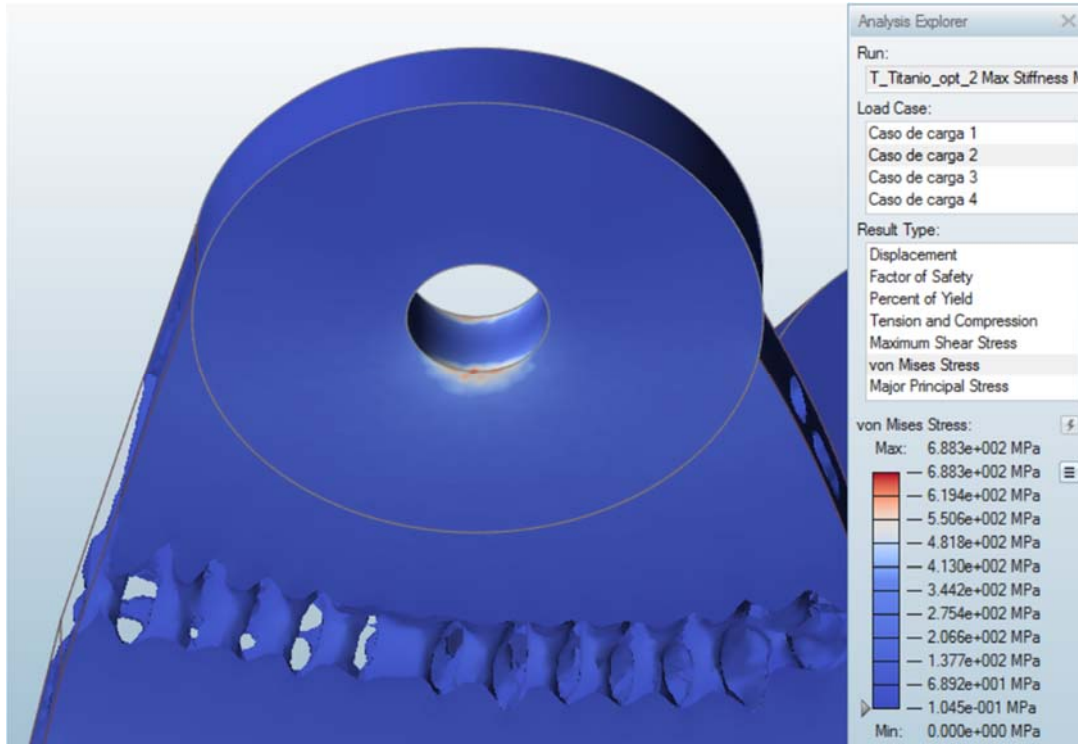 Analysis Explorer
Run:
T_Titanio_opt_2 Max Stiffness M
Load Case:
Caso de carga 1
Caso de carga 2
Caso de carga 3
Caso de carga 4
Result Type:
Displacement
Factor of Safety
Percent of Yield
Tension and Compression
Maximum Shear Stress
von Mises Stress
Major Principal Stress
von Mises Stress:
Max: 6.883e+002 MPa
6.883e+002 MPa
6.194e+002 MPa
5.506e+002 MPa
4.818e+002 MPa
4.130e+002 MPa
3.442e+002 MPa
2.754e+002 MPa
2.066e+002 MPa
1.377e+002 MPa
6.892e+001 MPa
1.045e-001 MPa
Min: 0.000e+000 MPa